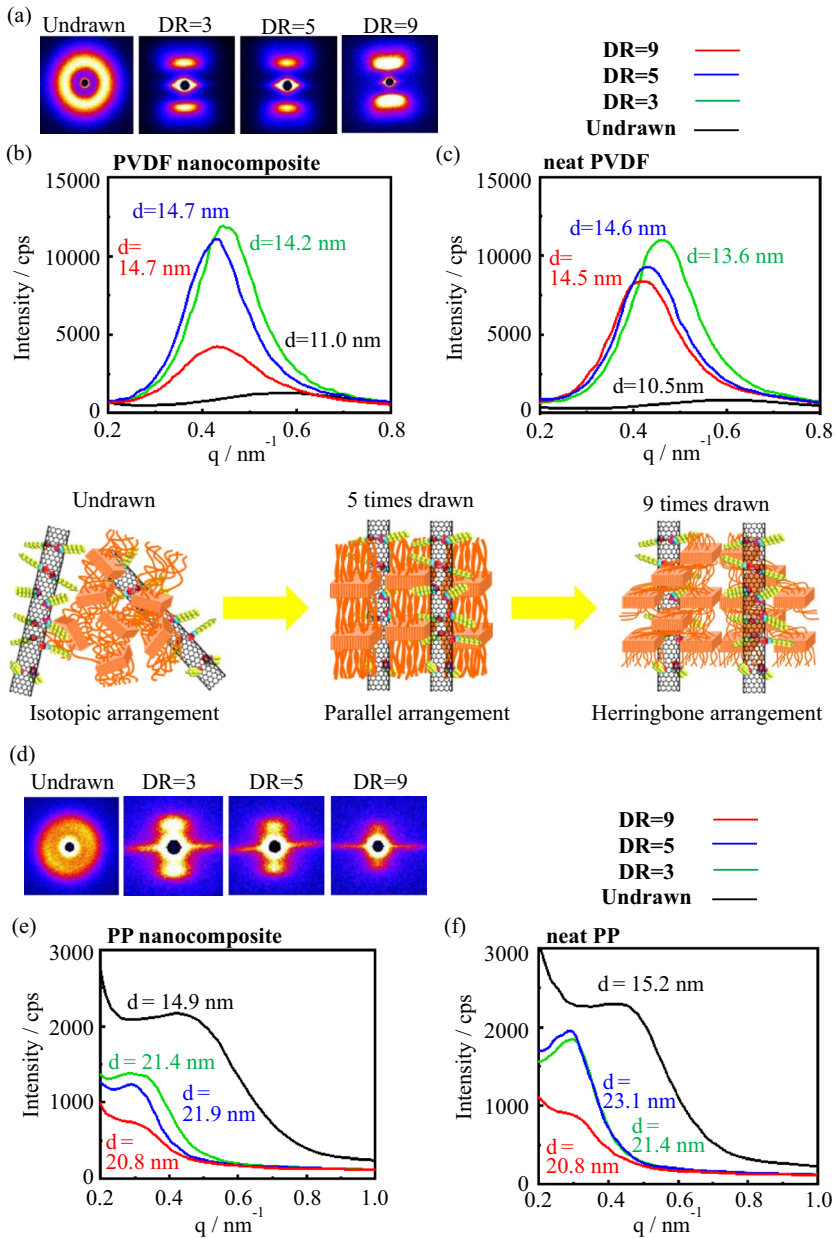 (a)
Undrawn DR=3 DR=5 DR=9
DR=9
DR=5
DR=3
Undrawn
(b)
PVDF nanocomposite
15000
10000
5000
0
Intensity / cps
d=14.7 nm
d=
14.7 nm
d=14.2 nm
d=11.0 nm
0.2 0.4 0.6 0.8
q / nm-1
(c)
neat PVDF
15000
10000
5000
0
Intensity / cps
d=14.6 nm
d=
14.5 nm
d=13.6 nm
d=10.5nm
0.2 0.4 0.6 0.8
q / nm-1
Undrawn 5 times drawn 9 times drawn
Isotopic arrangement Parallel arrangement Herringbone arrangement
(d)
Undrawn DR=3 DR=5 DR=9
DR=9
DR=5
DR=3
Undrawn
(e)
PP nanocomposite
3000
2000
1000
0
Intensity / cps
d = 14.9 nm
d = 21.4 nm
d =
21.9 nm
d =
20.8 nm
0.2 0.4 0.6 0.8 1.0
q / nm-1
(f)
neat PP
3000
2000
1000
0
Intensity / cps
d = 15.2 nm
d =
23.1 nm
d =
21.4 nm
d =
20.8 nm
0.2 0.4 0.6 0.8 1.0
q / nm-1